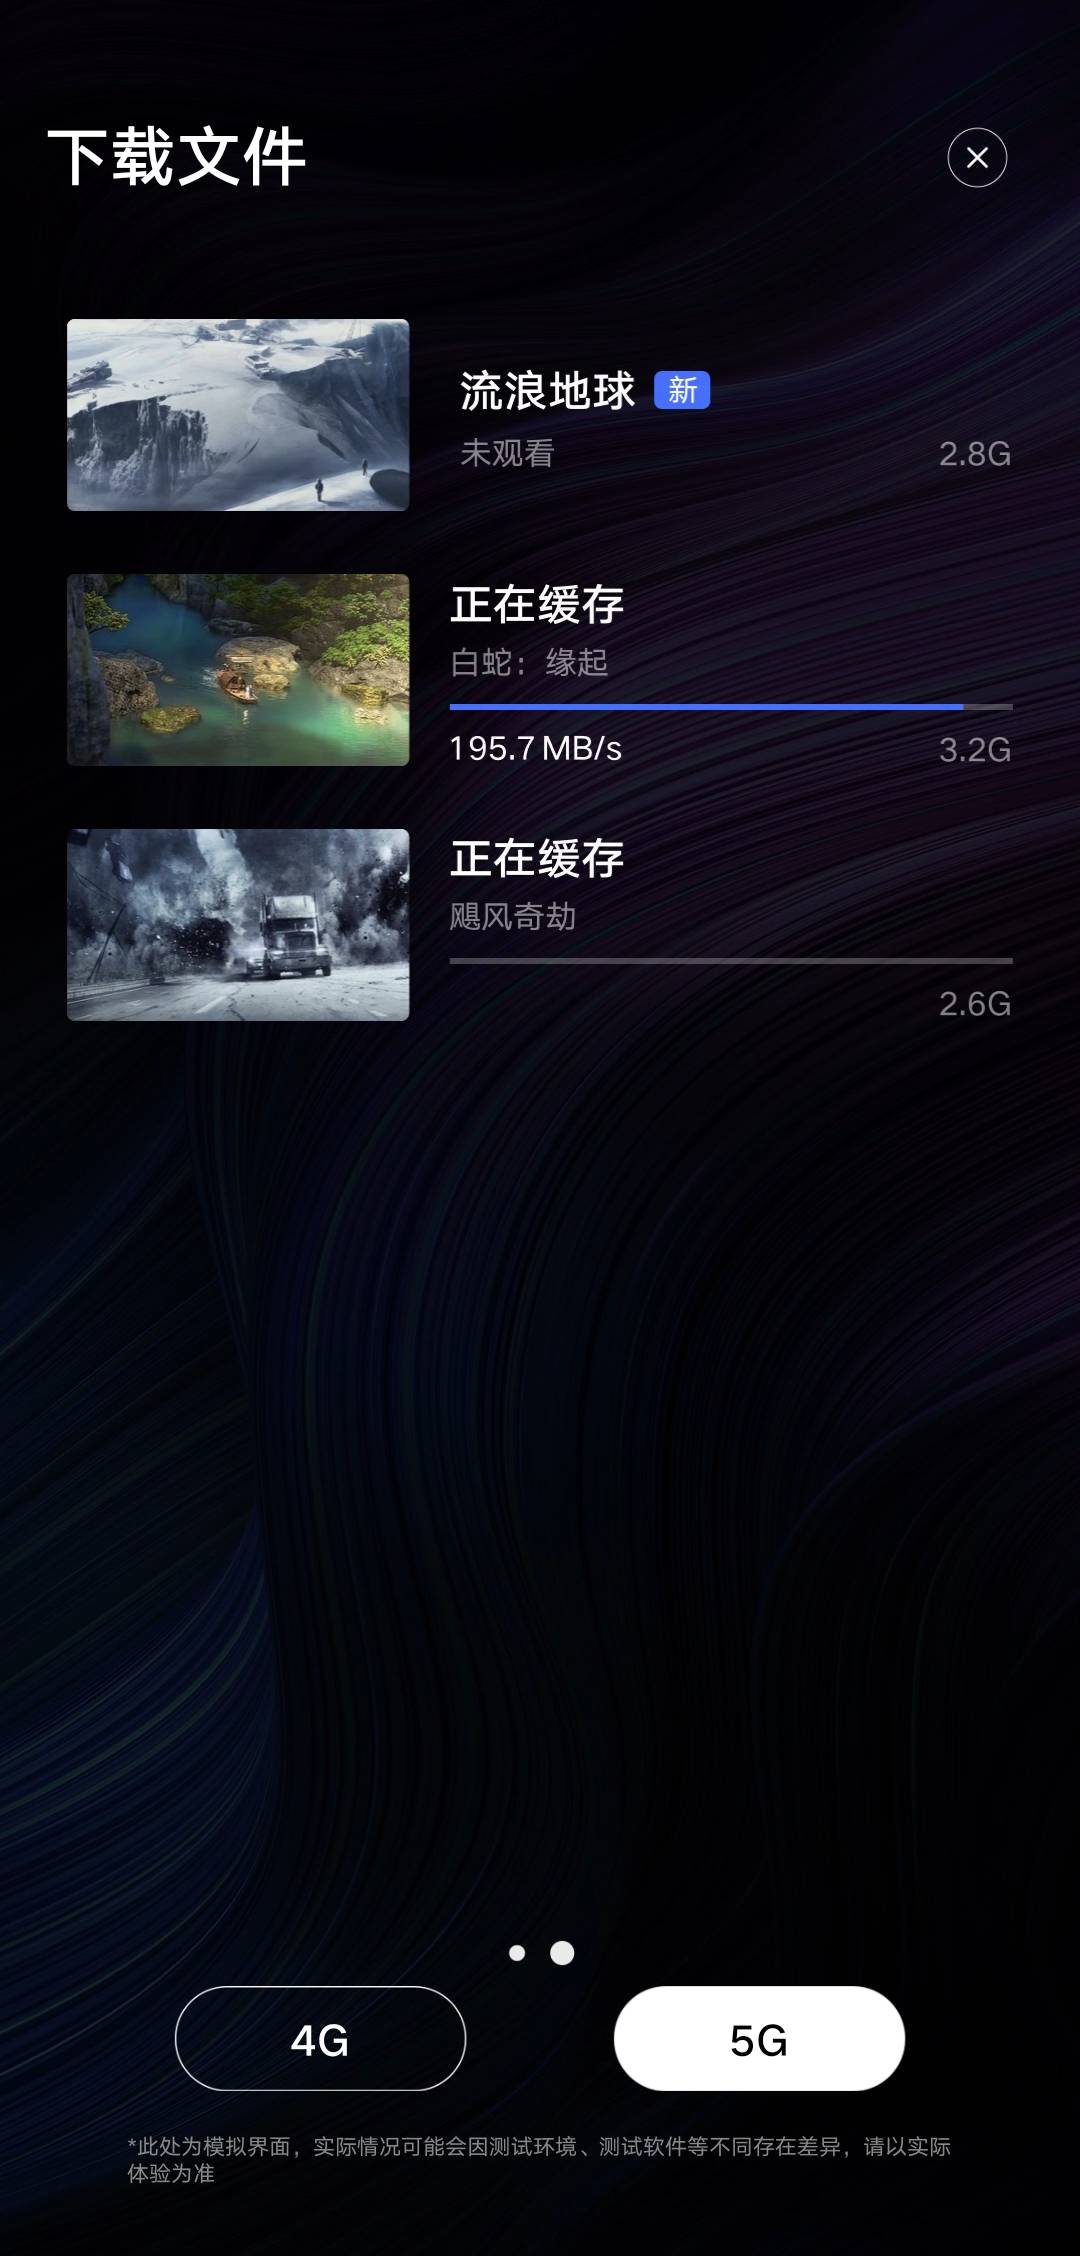 下载文件
流浪地球 新
未观看 2.8G
正在缓存
白蛇：缘起
195.7 MB/s 3.2G
正在缓存
飓风奇劫
2.6G
4G 5G
*此处为模拟界面，实际情况可能会因测试环境、测试软件等不同存在差异，请以实际
体验为准